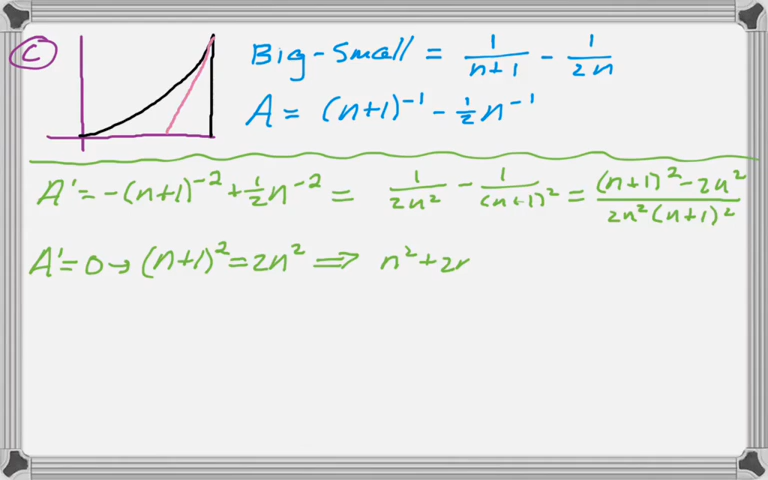 C
Big-Small = 1/(n+1) - 1/(2n)
A = (n+1)⁻¹ - ½n⁻¹
A' = -(n+1)⁻² + ½n⁻² = 1/(2n²) - 1/(n+1)² = ((n+1)² - 2n²)/(2n²(n+1)²)
A' = 0 → (n+1)² = 2n² ⟹ n² + 2n